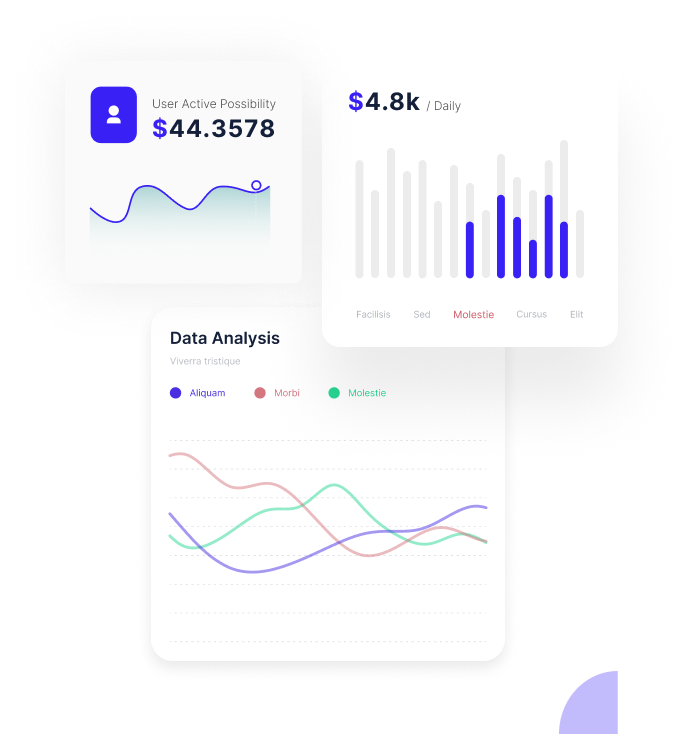 User Active Possibility
$44.3578
$4.8k / Daily
Facilisis Sed Molestie Cursus Elit
Data Analysis
Viverra tristique
Aliquam Morbi Molestie